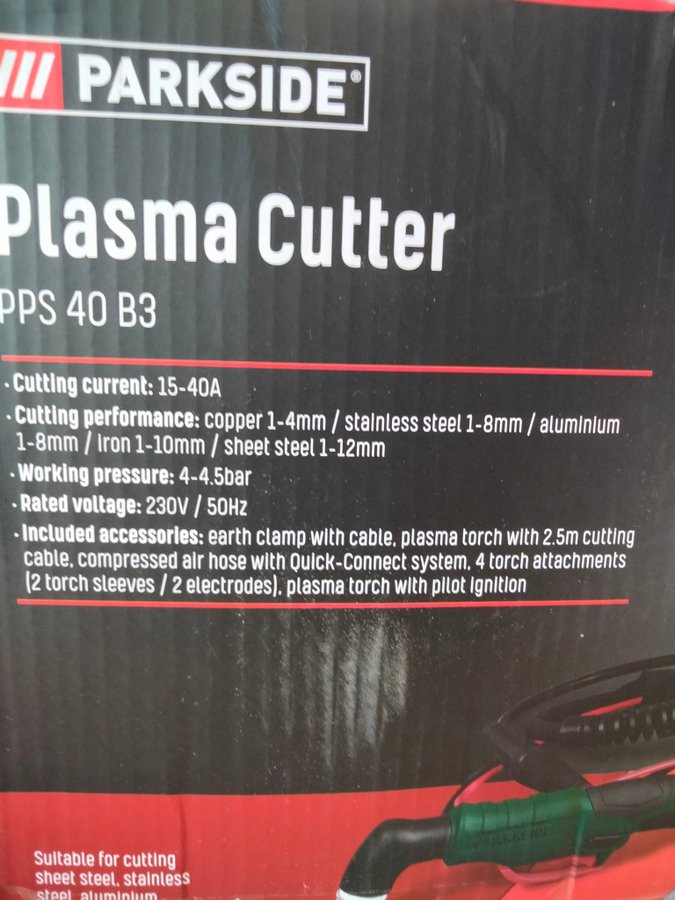 PARKSIDE®
Plasma Cutter
PPS 40 B3
· Cutting current: 15-40A
· Cutting performance: copper 1-4mm / stainless steel 1-8mm / aluminium
1-8mm / iron 1-10mm / sheet steel 1-12mm
· Working pressure: 4-4.5bar
· Rated voltage: 230V / 50Hz
· Included accessories: earth clamp with cable, plasma torch with 2.5m cutting
cable, compressed air hose with Quick-Connect system, 4 torch attachments
(2 torch sleeves / 2 electrodes), plasma torch with pilot ignition
Suitable for cutting
sheet steel, stainless
steel, aluminium